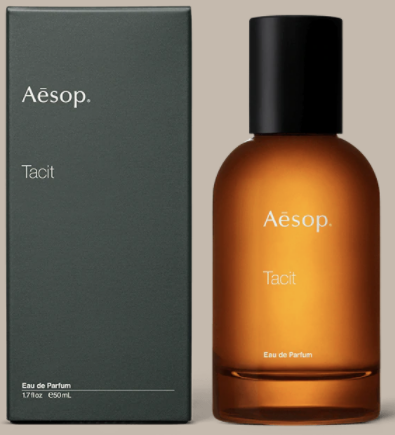 Aēsop®
Tacit
Eau de Parfum
1.7 fl oz ℮50 mL
Aēsop®
Tacit
Eau de Parfum